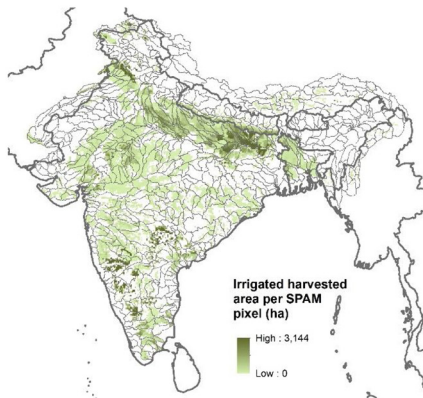 Irrigated harvested
area per SPAM
pixel (ha)
High : 3,144
Low : 0